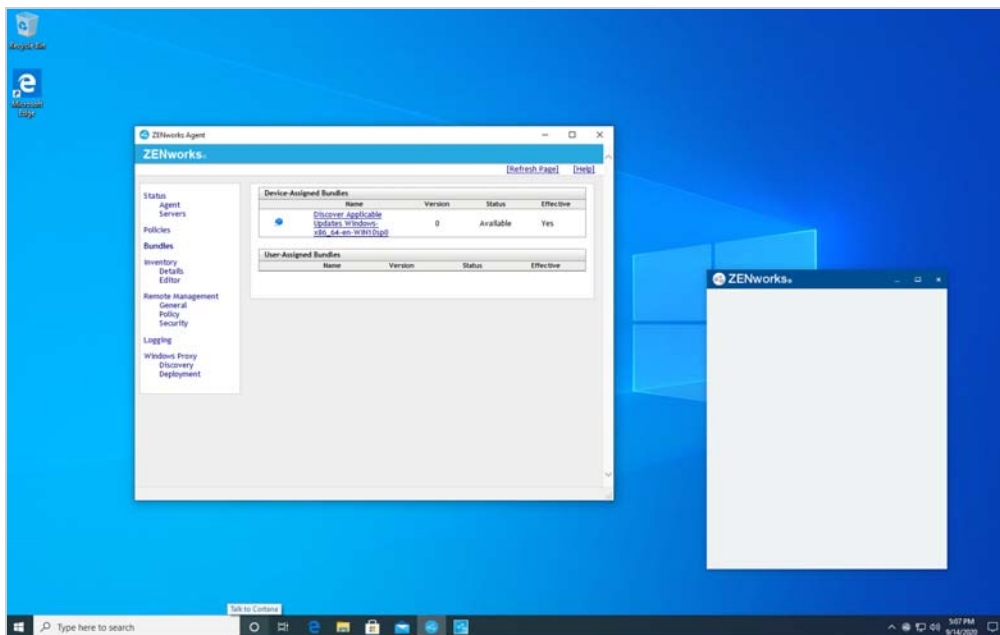 Recycle Bin
Microsoft
Edge
ZENworks Agent
ZENworks®
[Refresh Page] [Help]
Status
Agent
Servers
Policies
Bundles
Inventory
Details
Editor
Remote Management
General
Policy
Security
Logging
Windows Proxy
Discovery
Deployment
Device-Assigned Bundles
Name Version Status Effective
Discover Applicable
Updates Windows-
x86_64-en-WIN10sp0
0 Available Yes
User-Assigned Bundles
Name Version Status Effective
ZENworks®
Talk to Cortana
Type here to search
5:07 PM
9/14/2020